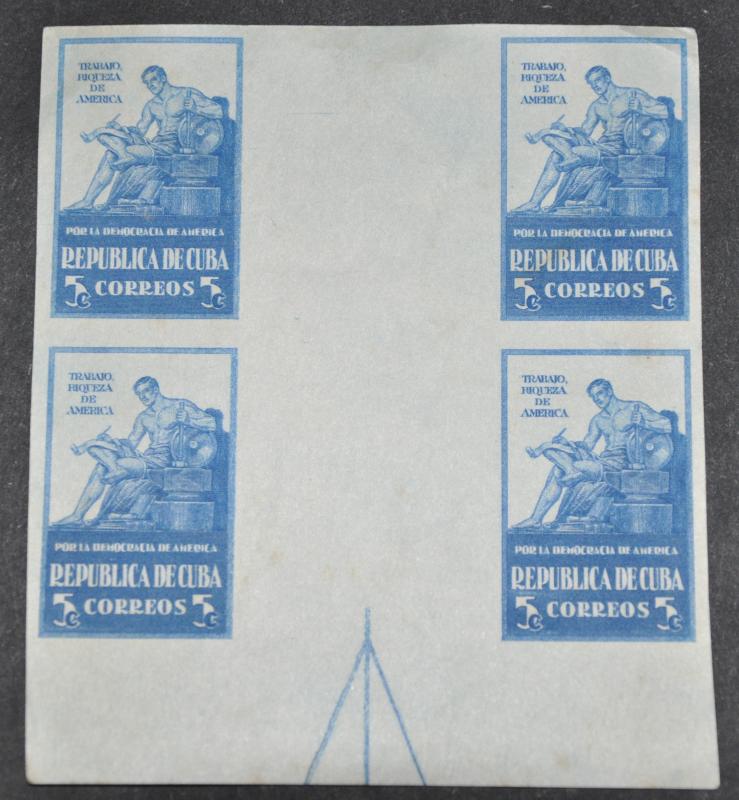 TRABAJO,
RIQUEZA
DE
AMERICA
POR LA DEMOCRACIA DE AMERICA
REPUBLICA DE CUBA
5c CORREOS 5c
TRABAJO,
RIQUEZA
DE
AMERICA
POR LA DEMOCRACIA DE AMERICA
REPUBLICA DE CUBA
5c CORREOS 5c
TRABAJO,
RIQUEZA
DE
AMERICA
POR LA DEMOCRACIA DE AMERICA
REPUBLICA DE CUBA
5c CORREOS 5c
TRABAJO,
RIQUEZA
DE
AMERICA
POR LA DEMOCRACIA DE AMERICA
REPUBLICA DE CUBA
5c CORREOS 5c